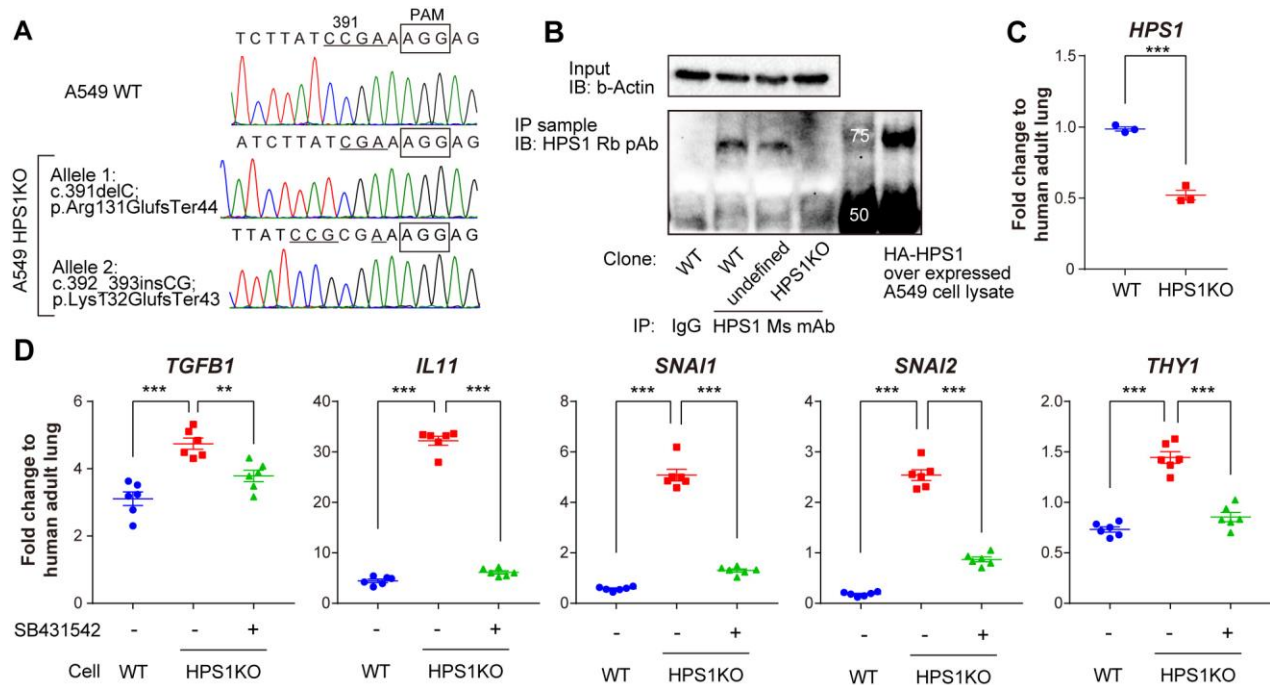 A
391
PAM
TCTTATCCGAAAGGAG
A549 WT
ATCTTATCGAAAGGAG
A549 HPS1KO
Allele 1:
c.391delC;
p.Arg131GlufsTer44
TTATCCGCGAAAGGAG
Allele 2:
c.392_393insCG;
p.Lys132GlufsTer43
B
Input
IB: b-Actin
IP sample
IB: HPS1 Rb pAb
75
50
Clone:
WT
WT
undefined
HPS1KO
HA-HPS1
over expressed
A549 cell lysate
IP: IgG HPS1 Ms mAb
C
HPS1
***
Fold change to
human adult lung
1.5
1.0
0.5
0
WT HPS1KO
D
TGFB1
*** **
Fold change to
human adult lung
6
4
2
0
IL11
*** ***
40
30
20
10
0
SNAI1
*** ***
8
6
4
2
0
SNAI2
*** ***
4
3
2
1
0
THY1
*** ***
2.0
1.5
1.0
0.5
0
SB431542 - - + - - + - - + - - + - - +
Cell WT HPS1KO WT HPS1KO WT HPS1KO WT HPS1KO WT HPS1KO